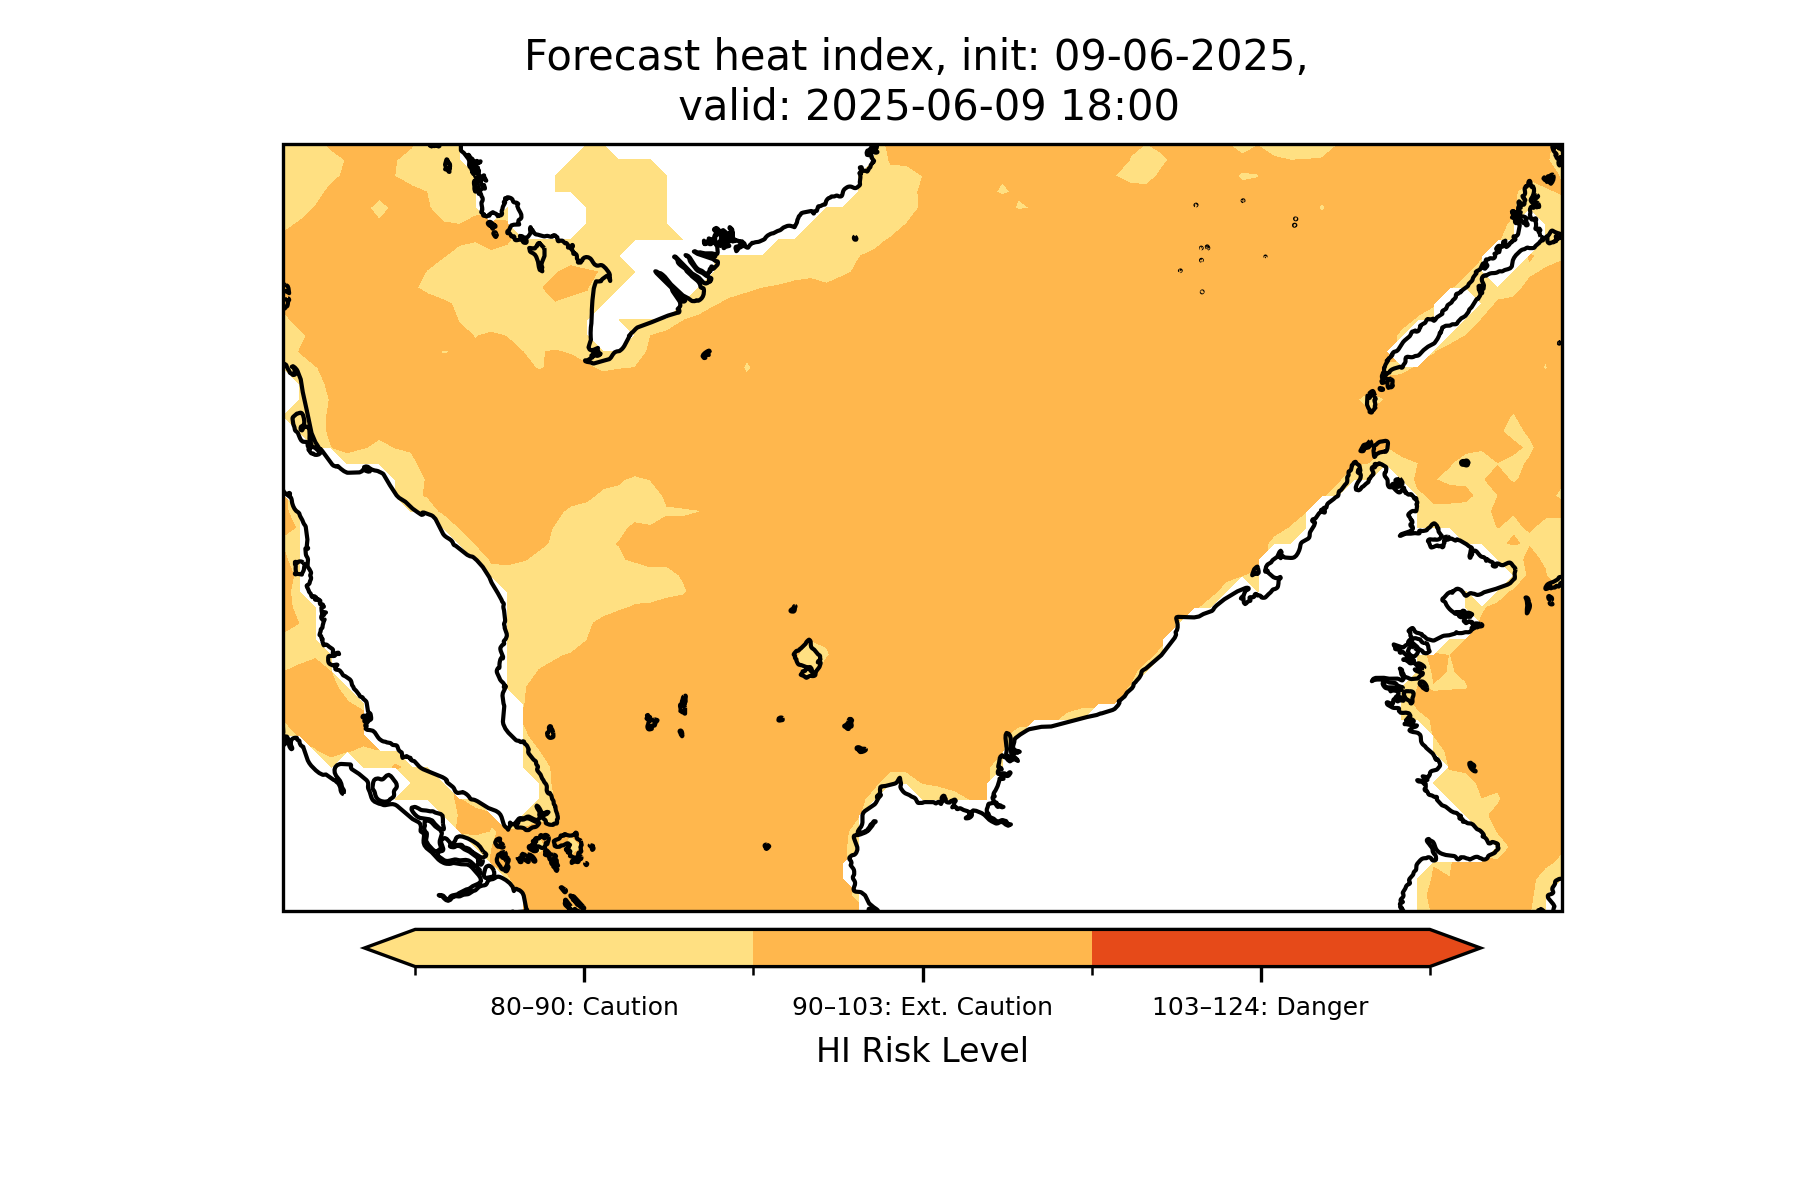 Forecast heat index, init: 09-06-2025,
valid: 2025-06-09 18:00
80–90: Caution
90–103: Ext. Caution
103–124: Danger
HI Risk Level